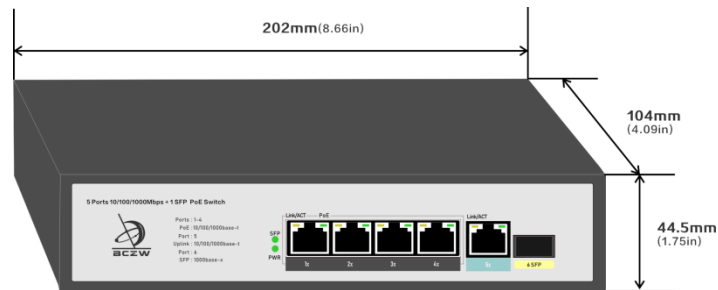 202mm(8.66in)
104mm
(4.09in)
44.5mm
(1.75in)
5 Ports 10/100/1000Mbps + 1 SFP PoE Switch
BCZW
Ports : 1-4
PoE : 10/100/1000base-t
Port : 5
Uplink : 10/100/1000base-t
Port : 6
SFP : 1000base-x
SFP
PWR
Link/ACT PoE
Link/ACT
1x 2x 3x 4x 5x 6 SFP